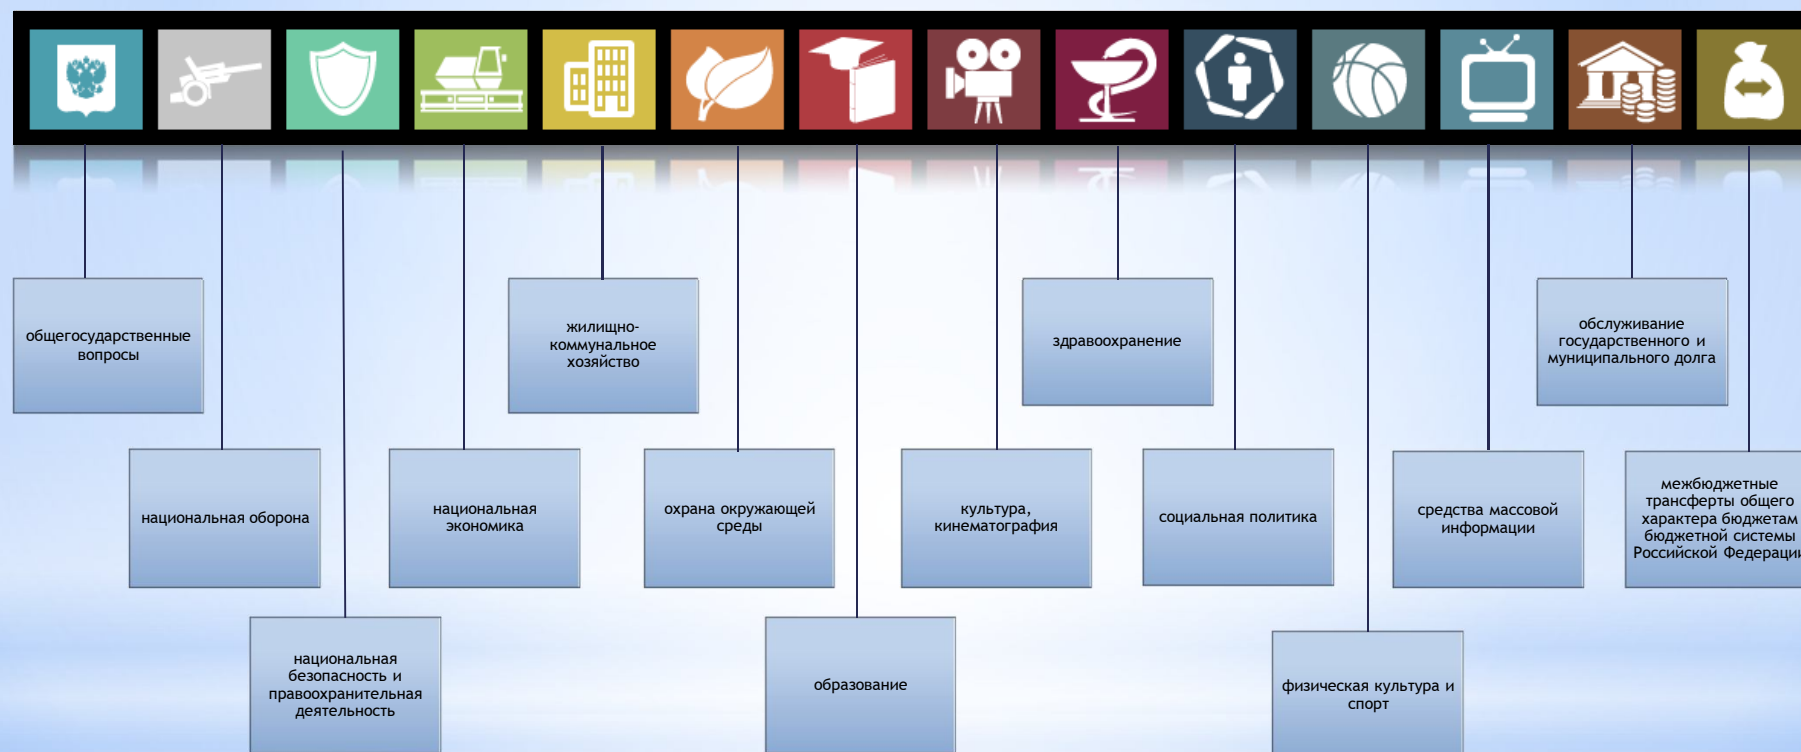 общегосударственные
вопросы
жилищно-
коммунальное
хозяйство
здравоохранение
обслуживание
государственного и
муниципального долга
национальная оборона
национальная
экономика
охрана окружающей
среды
культура,
кинематография
социальная политика
средства массовой
информации
межбюджетные
трансферты общего
характера бюджетам
бюджетной системы
Российской Федерации
национальная
безопасность и
правоохранительная
деятельность
образование
физическая культура и
спорт